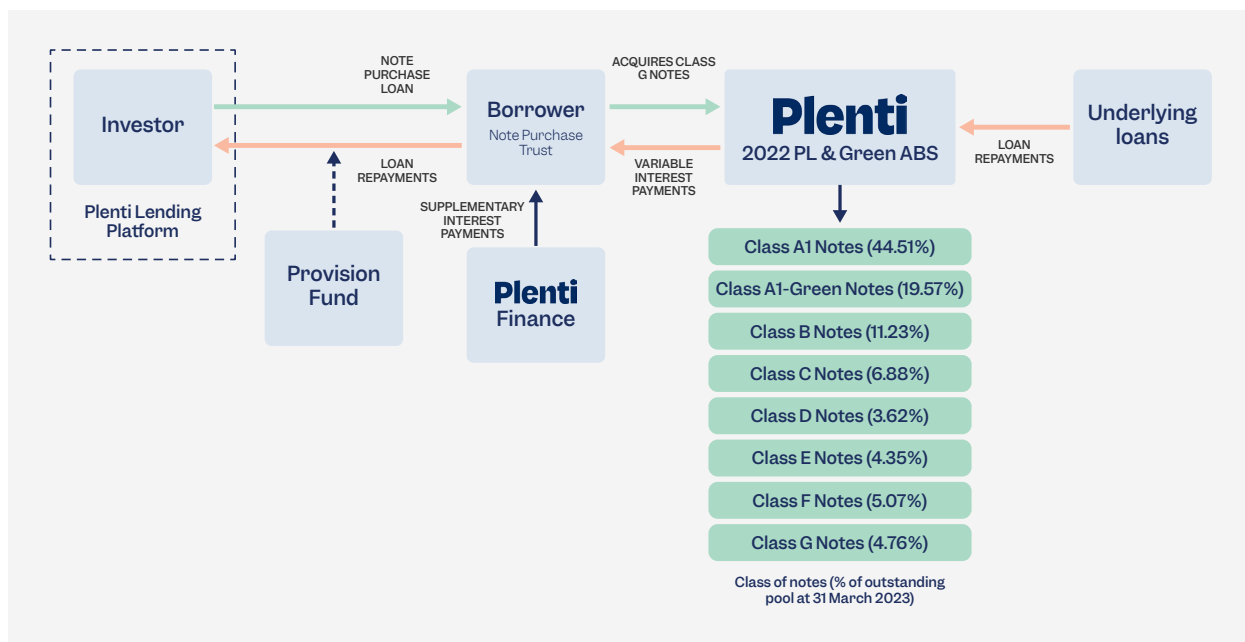 Investor
Plenti Lending
Platform
NOTE
PURCHASE
LOAN
LOAN
REPAYMENTS
Provision
Fund
Borrower
Note Purchase
Trust
SUPPLEMENTARY
INTEREST
PAYMENTS
Plenti
Finance
ACQUIRES CLASS
G NOTES
VARIABLE
INTEREST
PAYMENTS
Plenti
2022 PL & Green ABS
LOAN
REPAYMENTS
Underlying
loans
Class A1 Notes (44.51%)
Class A1-Green Notes (19.57%)
Class B Notes (11.23%)
Class C Notes (6.88%)
Class D Notes (3.62%)
Class E Notes (4.35%)
Class F Notes (5.07%)
Class G Notes (4.76%)
Class of notes (% of outstanding
pool at 31 March 2023)